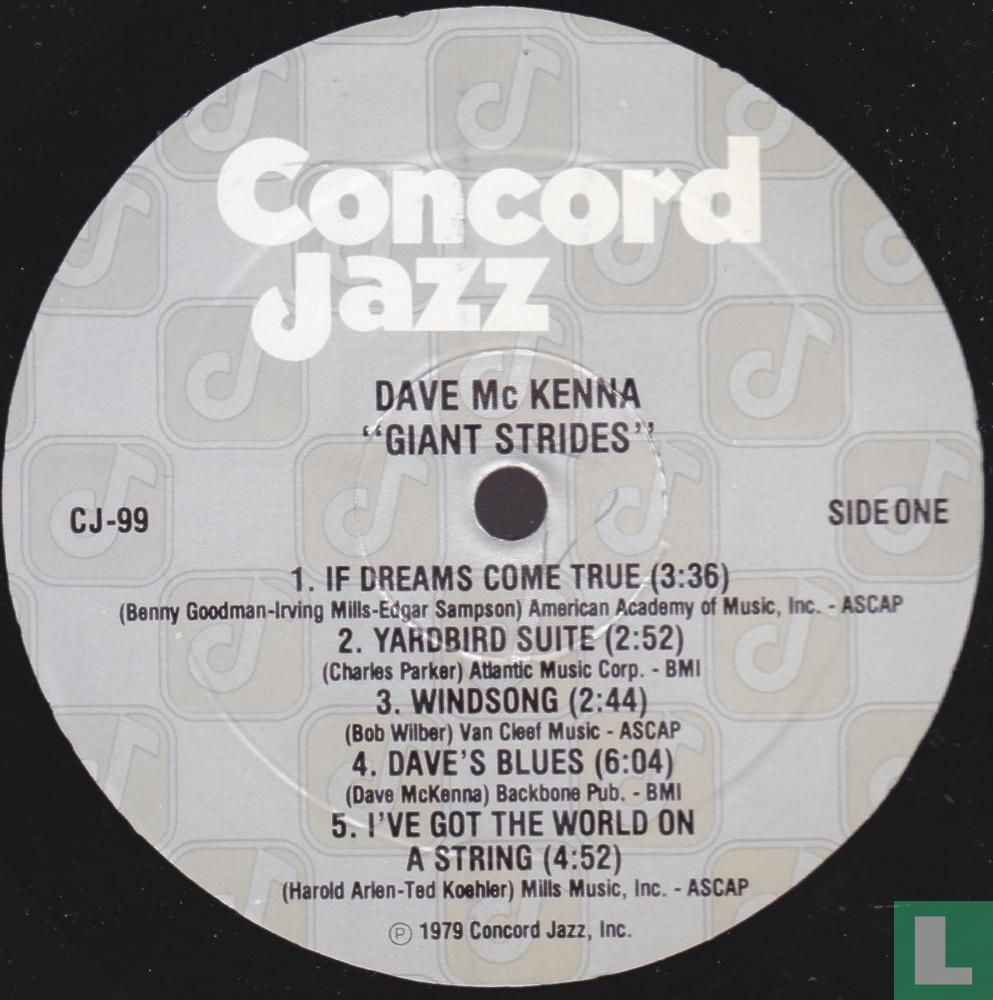 Concord
Jazz
DAVE Mc KENNA
"GIANT STRIDES"
CJ-99
SIDE ONE
1. IF DREAMS COME TRUE (3:36)
(Benny Goodman-Irving Mills-Edgar Sampson) American Academy of Music, Inc. - ASCAP
2. YARDBIRD SUITE (2:52)
(Charles Parker) Atlantic Music Corp. - BMI
3. WINDSONG (2:44)
(Bob Wilber) Van Cleef Music - ASCAP
4. DAVE'S BLUES (6:04)
(Dave McKenna) Backbone Pub. - BMI
5. I'VE GOT THE WORLD ON
A STRING (4:52)
(Harold Arlen-Ted Koehler) Mills Music, Inc. - ASCAP
℗ 1979 Concord Jazz, Inc.
L